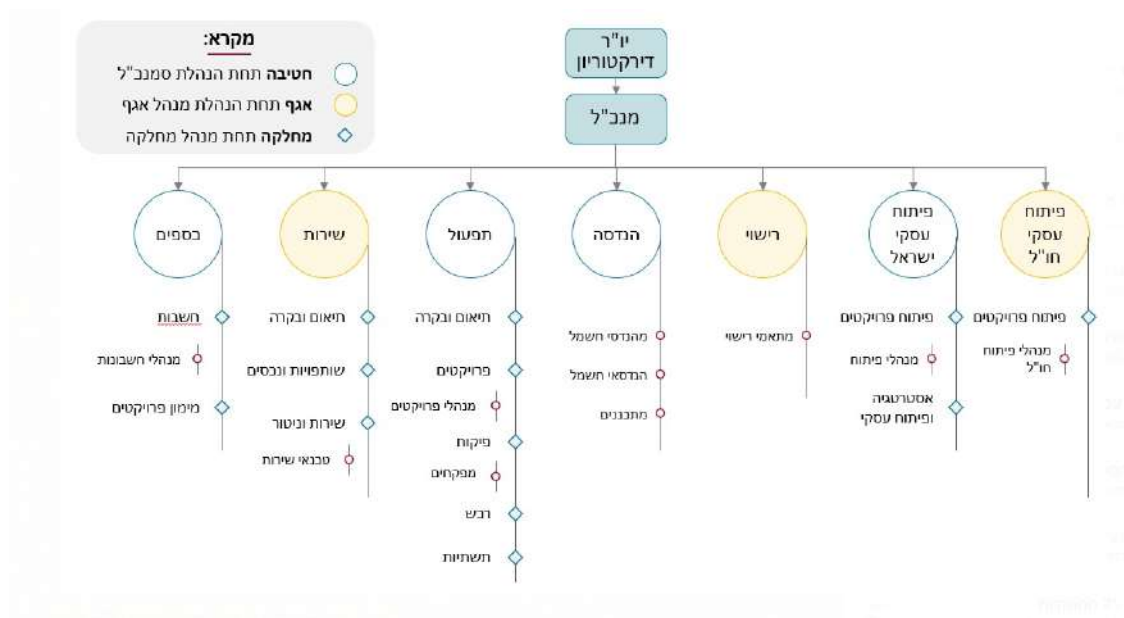 מקרא:
חטיבה תחת הנהלת סמנכ"ל
אגף תחת הנהלת מנהל אגף
מחלקה תחת מנהל מחלקה
יו"ר
דירקטוריון
מנכ"ל
פיתוח
עסקי
חו"ל
פיתוח פרויקטים
מנהלי פיתוח
חו"ל
פיתוח
עסקי
ישראל
פיתוח פרויקטים
מנהלי פיתוח
אסטרטגיה
ופיתוח עסקי
רישוי
מתאמי רישוי
הנדסה
מהנדסי חשמל
הנדסאי חשמל
מתכננים
תפעול
תיאום ובקרה
פרויקטים
מנהלי פרויקטים
פיקוח
מפקחים
רבש
תשתיות
שירות
תיאום ובקרה
שותפויות ונכסים
שירות וניטור
טכנאי שירות
כספים
חשבות
מנהלי חשבונות
מימון פרויקטים